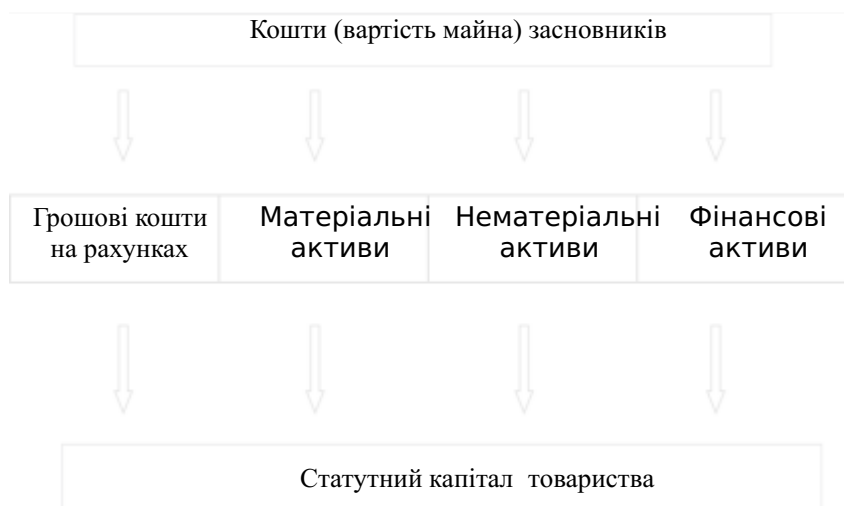 Кошти (вартість майна) засновників
Грошові кошти
на рахунках
Матеріальні
активи
Нематеріальні
активи
Фінансові
активи
Статутний капітал товариства